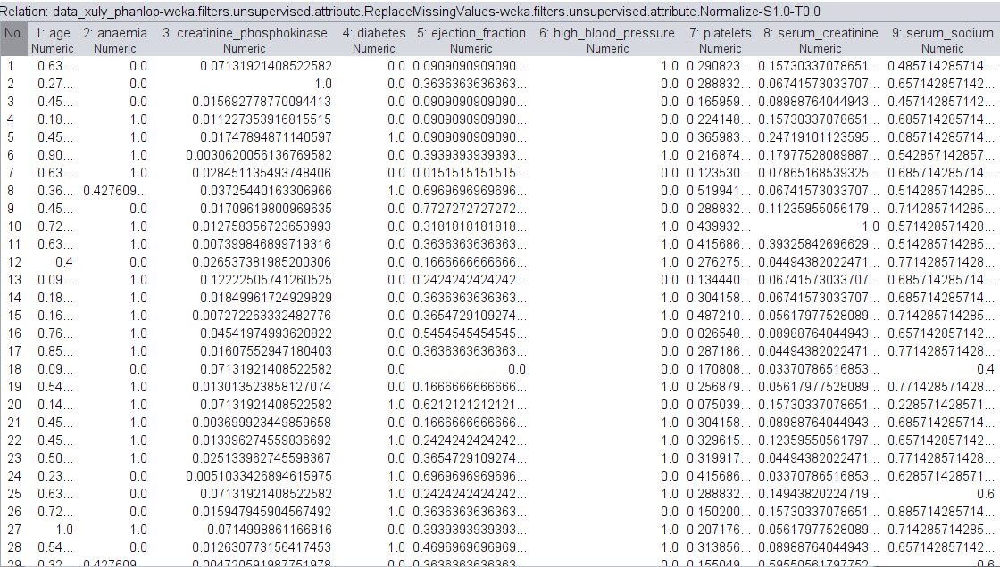 Relation: data_xuly_phanlop-weka.filters.unsupervised.attribute.ReplaceMissingValues-weka.filters.unsupervised.attribute.Normalize-S1.0-T0.0
No. 1: age 2: anaemia 3: creatinine_phosphokinase 4: diabetes 5: ejection_fraction 6: high_blood_pressure 7: platelets 8: serum_creatinine 9: serum_sodium
Numeric Numeric Numeric Numeric Numeric Numeric Numeric Numeric Numeric
1 0.63... 0.0 0.07131921408522582 0.0 0.0909090909090... 1.0 0.290823... 0.15730337078651... 0.485714285714...
2 0.27... 0.0 1.0 0.0 0.3636363636363... 0.0 0.288832... 0.06741573033707... 0.657142857142...
3 0.45... 0.0 0.015692778770094413 0.0 0.0909090909090... 0.0 0.165959... 0.08988764044943... 0.457142857142...
4 0.18... 1.0 0.011227353916815515 0.0 0.0909090909090... 0.0 0.224148... 0.15730337078651... 0.685714285714...
5 0.45... 1.0 0.01747894871140597 1.0 0.0909090909090... 0.0 0.365983... 0.24719101123595... 0.085714285714...
6 0.90... 1.0 0.0030620056136769582 0.0 0.3939393939393... 1.0 0.216874... 0.17977528089887... 0.542857142857...
7 0.63... 1.0 0.028451135493748406 0.0 0.0151515151515... 0.0 0.123530... 0.07865168539325... 0.685714285714...
8 0.36... 0.427609... 0.03725440163306966 1.0 0.6969696969696... 0.0 0.519941... 0.06741573033707... 0.514285714285...
9 0.45... 0.0 0.01709619800969635 0.0 0.7727272727272... 0.0 0.288832... 0.11235955056179... 0.714285714285...
10 0.72... 1.0 0.012758356723653993 0.0 0.3181818181818... 1.0 0.439932... 1.0 0.571428571428...
11 0.63... 1.0 0.007399846899719316 0.0 0.3636363636363... 1.0 0.415686... 0.39325842696629... 0.514285714285...
12 0.4 0.0 0.026537381985200306 0.0 0.1666666666666... 1.0 0.276275... 0.04494382022471... 0.771428571428...
13 0.09... 1.0 0.12222505741260525 0.0 0.2424242424242... 0.0 0.134440... 0.06741573033707... 0.685714285714...
14 0.18... 1.0 0.01849961724929829 0.0 0.3636363636363... 1.0 0.304158... 0.06741573033707... 0.685714285714...
15 0.16... 1.0 0.007272263332482776 0.0 0.3654729109274... 1.0 0.487210... 0.05617977528089... 0.714285714285...
16 0.76... 1.0 0.04541974993620822 0.0 0.5454545454545... 0.0 0.026548... 0.08988764044943... 0.657142857142...
17 0.85... 1.0 0.01607552947180403 0.0 0.3636363636363... 0.0 0.287186... 0.04494382022471... 0.771428571428...
18 0.09... 0.0 0.07131921408522582 0.0 0.0 0.0 0.170808... 0.03370786516853... 0.4
19 0.54... 1.0 0.013013523858127074 0.0 0.1666666666666... 1.0 0.256879... 0.05617977528089... 0.771428571428...
20 0.14... 1.0 0.07131921408522582 1.0 0.6212121212121... 0.0 0.075039... 0.15730337078651... 0.228571428571...
21 0.45... 1.0 0.003699923449859658 0.0 0.1666666666666... 1.0 0.304158... 0.08988764044943... 0.685714285714...
22 0.45... 1.0 0.013396274559836692 1.0 0.2424242424242... 1.0 0.329615... 0.12359550561797... 0.657142857142...
23 0.50... 1.0 0.025133962745598367 0.0 0.3654729109274... 1.0 0.319917... 0.04494382022471... 0.771428571428...
24 0.23... 0.0 0.0051033426894615975 1.0 0.6969696969696... 0.0 0.415686... 0.03370786516853... 0.628571428571...
25 0.63... 0.0 0.07131921408522582 1.0 0.2424242424242... 1.0 0.288832... 0.14943820224719... 0.6
26 0.72... 0.0 0.015947945904567492 1.0 0.3636363636363... 0.0 0.150200... 0.15730337078651... 0.885714285714...
27 1.0 1.0 0.0714998861166816 0.0 0.3939393939393... 1.0 0.207176... 0.05617977528089... 0.714285714285...
28 0.54... 0.0 0.012630773156417453 1.0 0.4696969696969... 1.0 0.313856... 0.08988764044943... 0.657142857142...
29 0.32... 0.427609... 0.004720591987751978 1.0 0.3636363636363... 0.0 0.155049... 0.59550561797752... 0.6